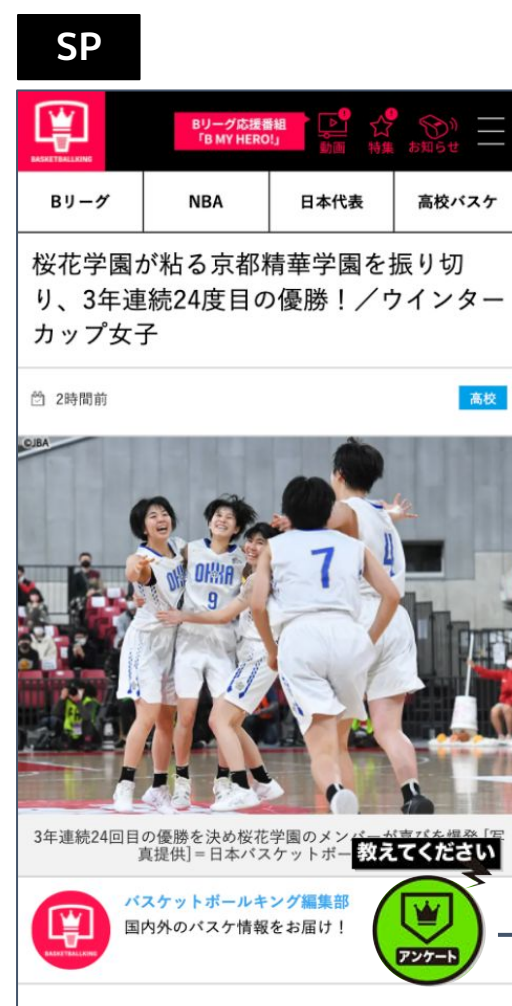 SP
BASKETBALLKING
Bリーグ応援番組
「B MY HERO!」
動画
特集
お知らせ
Bリーグ
NBA
日本代表
高校バスケ
桜花学園が粘る京都精華学園を振り切
り、3年連続24度目の優勝！／ウインター
カップ女子
2時間前
高校
©JBA
OHKA
9
7
4
3年連続24回目の優勝を決め桜花学園のメンバーが喜びを爆発 [写
真提供]＝日本バスケットボー
教えてください
バスケットボールキング編集部
国内外のバスケ情報をお届け！
BASKETBALLKING
アンケート